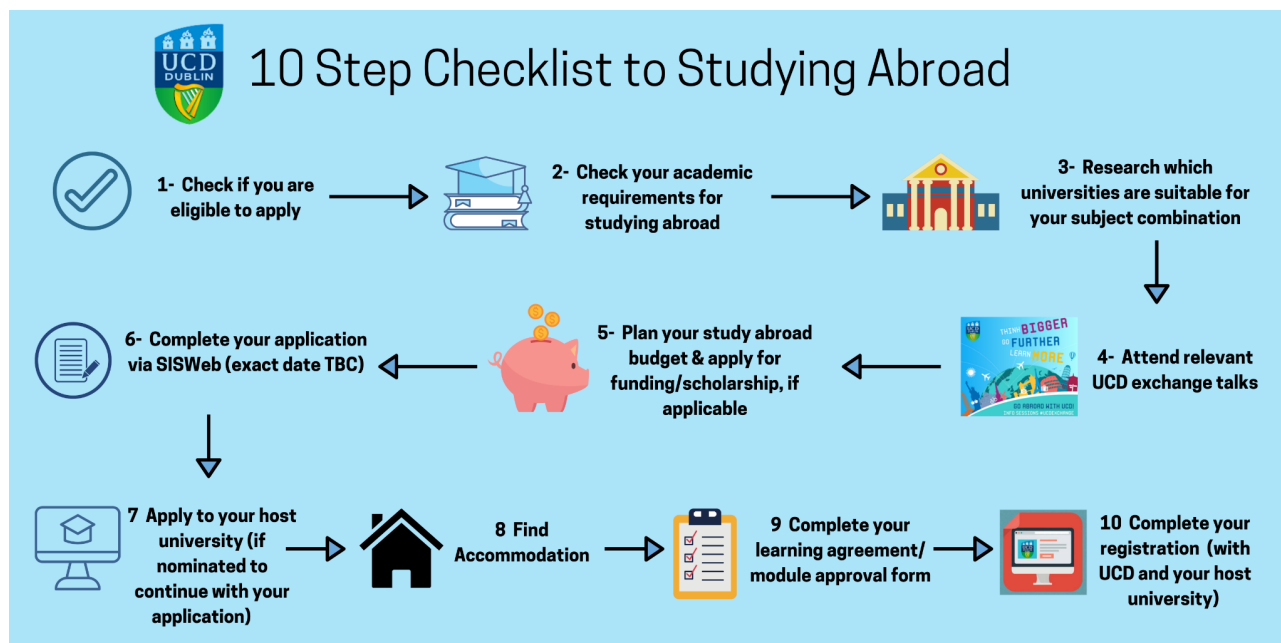 UCD
DUBLIN
10 Step Checklist to Studying Abroad
1- Check if you are
eligible to apply
2- Check your academic
requirements for
studying abroad
3- Research which
universities are suitable for
your subject combination
THINK BIGGER
GO FURTHER
LEARN MORE
GO ABROAD WITH UCD!
INFO SESSIONS #UCDEXCHANGE
4- Attend relevant
UCD exchange talks
5- Plan your study abroad
budget & apply for
funding/scholarship, if
applicable
6- Complete your application
via SISWeb (exact date TBC)
7 Apply to your host
university (if
nominated to
continue with your
application)
8 Find
Accommodation
9 Complete your
learning agreement/
module approval form
10 Complete your
registration (with
UCD and your host
university)